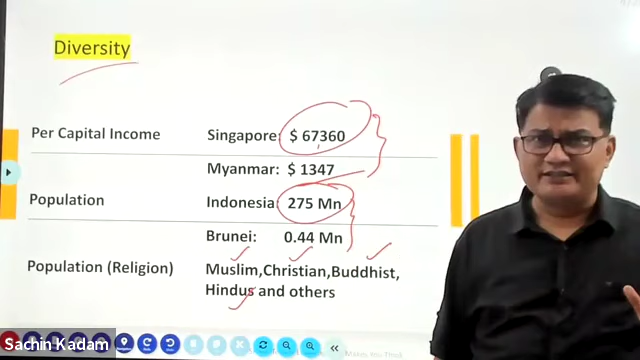 Diversity
Per Capital Income Singapore: $ 67360
Myanmar: $ 1347
Population Indonesia: 275 Mn
Brunei: 0.44 Mn
Population (Religion) Muslim,Christian,Buddhist,
Hindus and others
Sachin Kadam